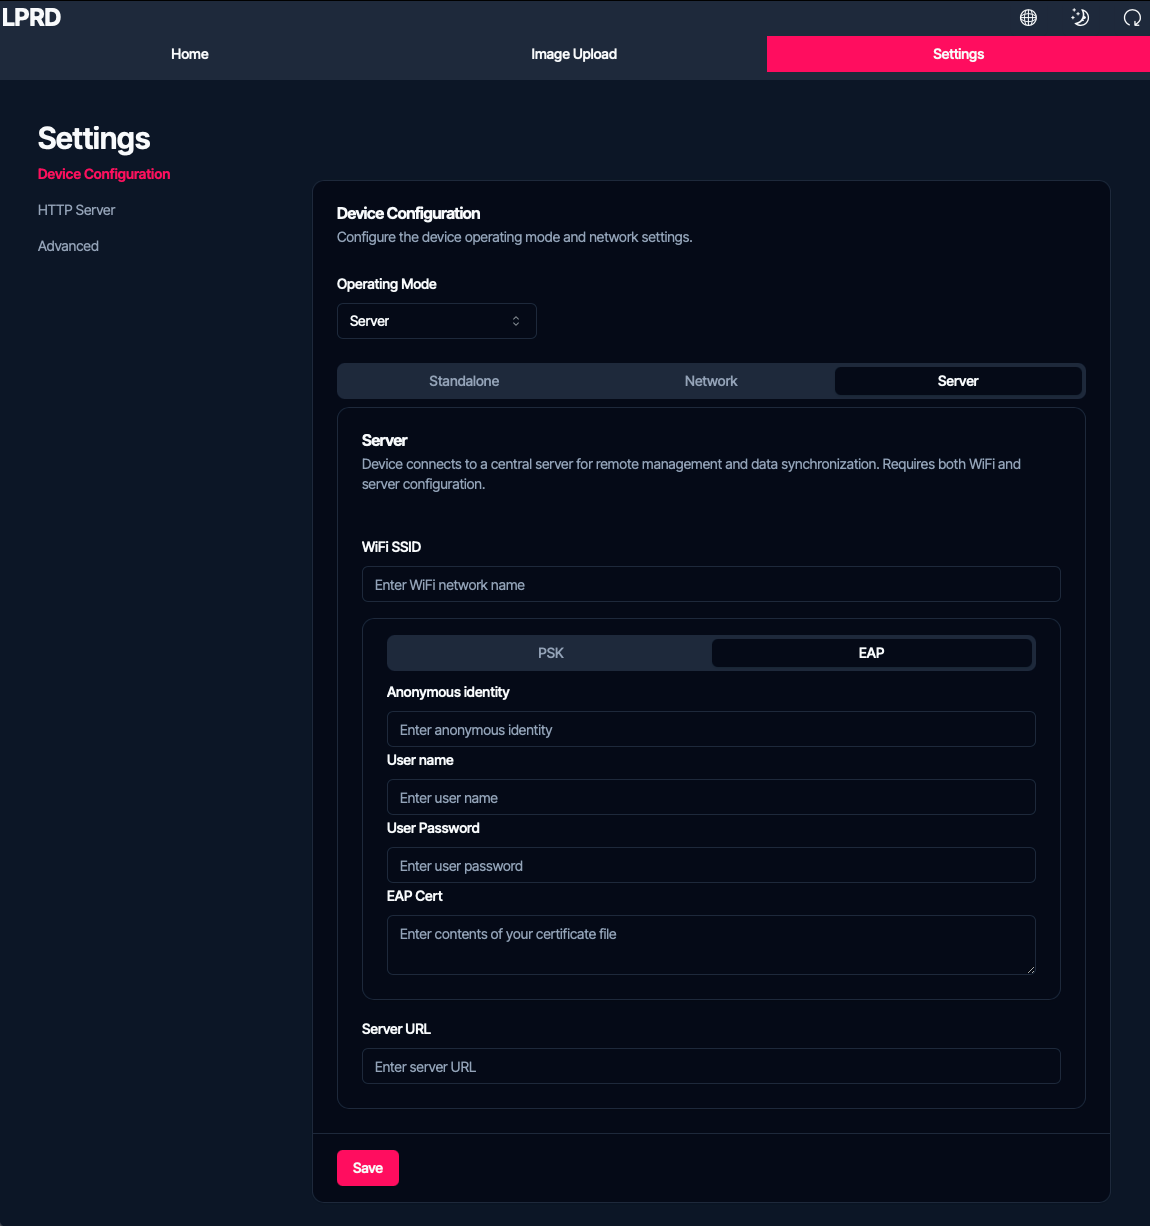 LPRD
Home
Image Upload
Settings
Settings
Device Configuration
HTTP Server
Advanced
Device Configuration
Configure the device operating mode and network settings.
Operating Mode
Server
Standalone
Network
Server
Server
Device connects to a central server for remote management and data synchronization. Requires both WiFi and
server configuration.
WiFi SSID
Enter WiFi network name
PSK
EAP
Anonymous identity
Enter anonymous identity
User name
Enter user name
User Password
Enter user password
EAP Cert
Enter contents of your certificate file
Server URL
Enter server URL
Save